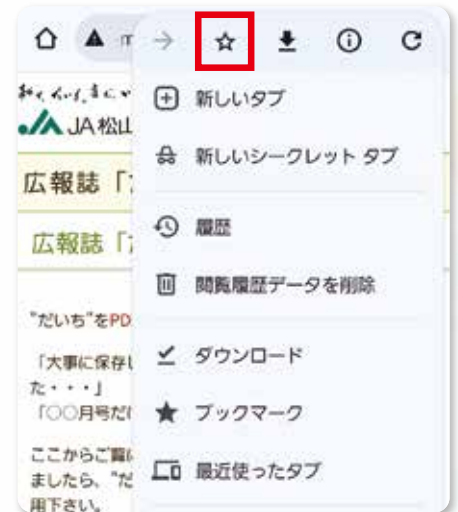 新しいタブ
JA松山
新しいシークレット タブ
広報誌「
広報誌「
履歴
閲覧履歴データを削除
"だいち"をPD
「大事に保存し
ダウンロード
た・・・」
「〇〇月号だけ
ブックマーク
ここからご覧に
ましたら、"だ
最近使ったタブ
用下さい。